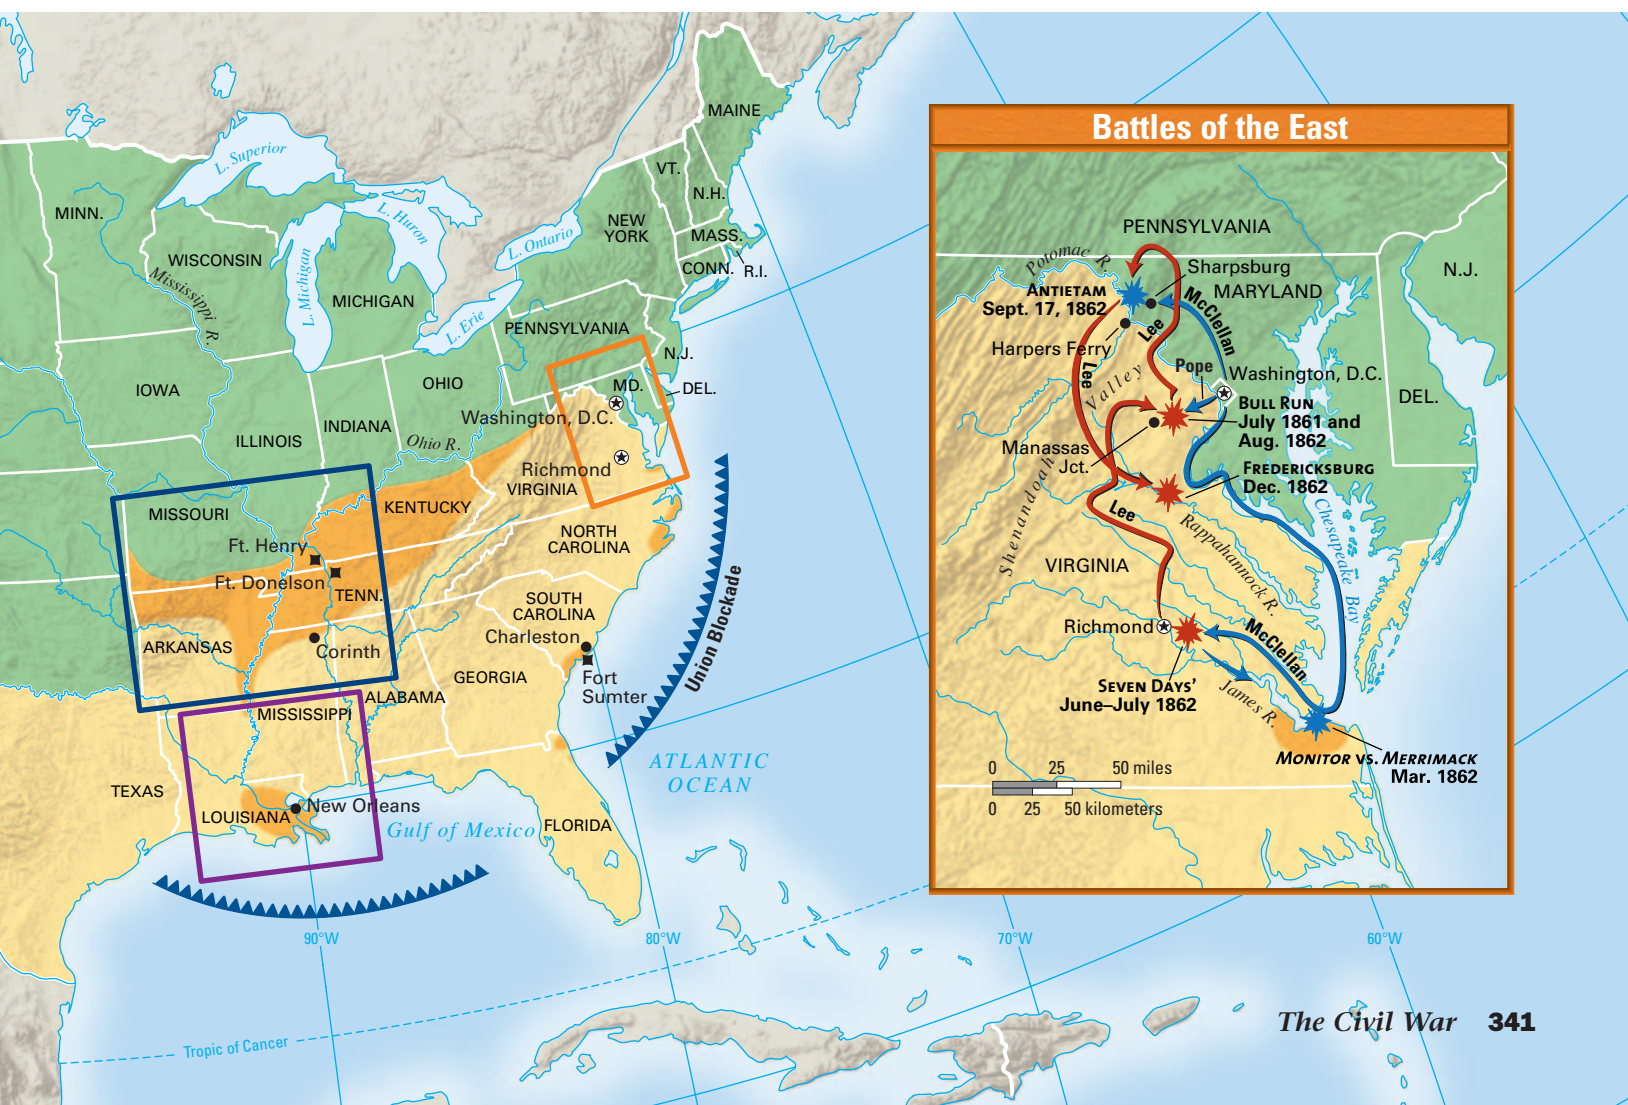 MAINE
VT.
N.H.
L. Superior
MINN.
NEW
YORK
MASS.
L. Huron
L. Ontario
WISCONSIN
CONN.
R.I.
Mississippi R.
L. Michigan
MICHIGAN
L. Erie
PENNSYLVANIA
N.J.
IOWA
OHIO
MD.
DEL.
Washington, D.C.
INDIANA
ILLINOIS
Ohio R.
Richmond
VIRGINIA
KENTUCKY
MISSOURI
NORTH
CAROLINA
Ft. Henry
Ft. Donelson
TENN.
SOUTH
CAROLINA
Charleston
ARKANSAS
Corinth
GEORGIA
Fort
Sumter
Union Blockade
ALABAMA
MISSISSIPPI
ATLANTIC
OCEAN
TEXAS
New Orleans
LOUISIANA
Gulf of Mexico
FLORIDA
90°W
80°W
70°W
60°W
Tropic of Cancer
Battles of the East
PENNSYLVANIA
Potomac R.
Sharpsburg
N.J.
ANTIETAM
Sept. 17, 1862
MARYLAND
McClellan
Lee
Harpers Ferry
Lee
Pope
Washington, D.C.
Shenandoah Valley
DEL.
BULL RUN
July 1861 and
Aug. 1862
Manassas
Jct.
FREDERICKSBURG
Dec. 1862
Lee
Rappahannock R.
Chesapeake Bay
VIRGINIA
Richmond
McClellan
SEVEN DAYS'
June–July 1862
James R.
MONITOR VS. MERRIMACK
Mar. 1862
0 25 50 miles
0 25 50 kilometers
The Civil War 341